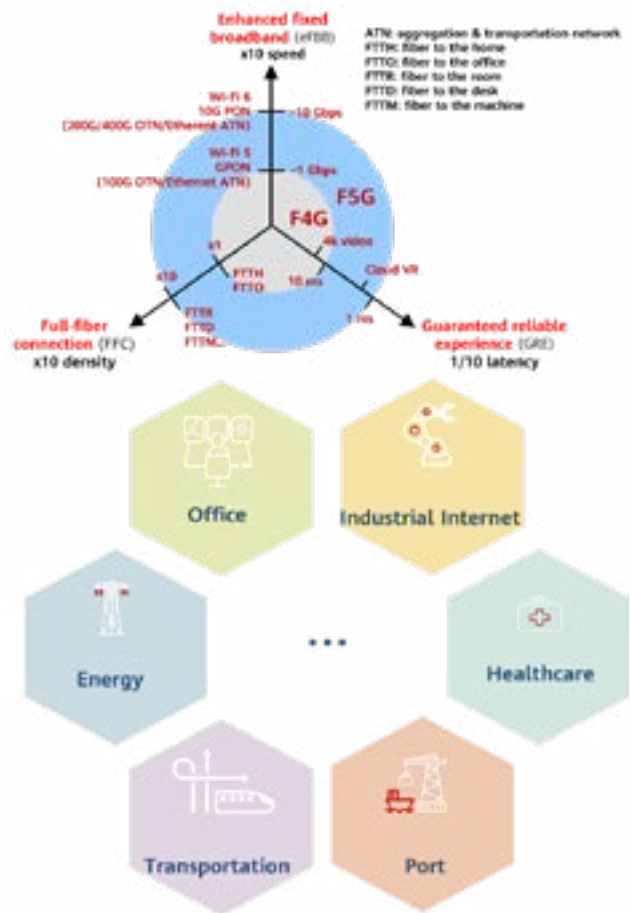 Enhanced fixed
broadband (eFBB)
x10 speed
ATN: aggregation & transportation network
FTTH: fiber to the home
FTTO: fiber to the office
FTTR: fiber to the room
FTTD: fiber to the desk
FTTM: fiber to the machine
Wi-Fi 6
10G PON
(200G/400G OTN/Etherent ATN)
~10 Gbps
Wi-Fi 5
GPON
(100G OTN/Ethernet ATN)
~1 Gbps
F5G
F4G
x1
4k video
x10
FTTH
FTTO
10 ms
Cloud VR
FTTR
FTTD
FTTM...
1 ms
Full-fiber
connection (FFC)
x10 density
Guaranteed reliable
experience (GRE)
1/10 latency
Office
Industrial Internet
Energy
...
Healthcare
Transportation
Port